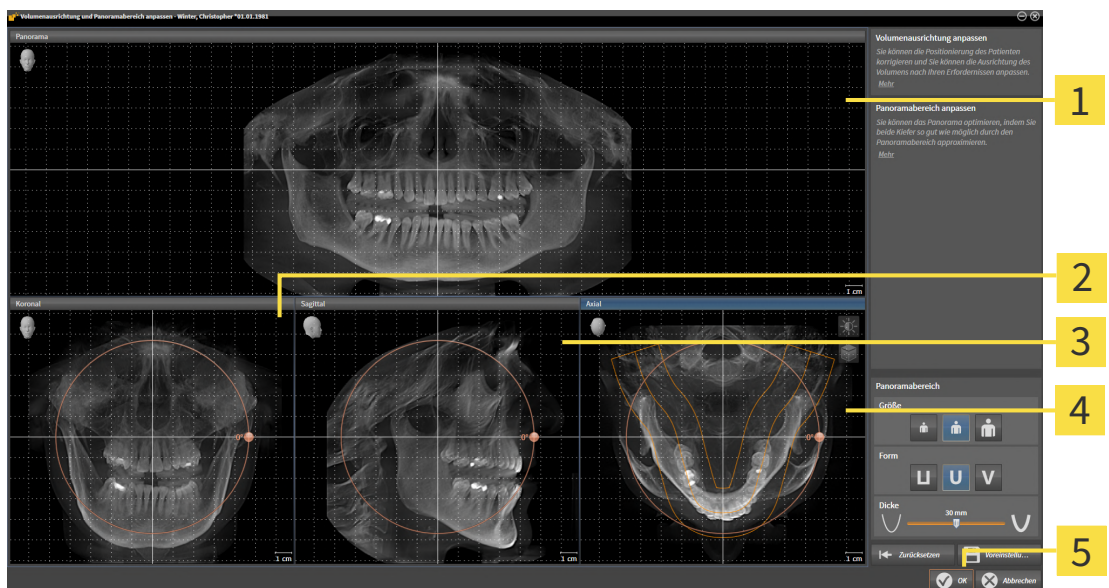 Volumenausrichtung und Panoramabereich anpassen - Winter, Christopher *01.01.1981
Panorama
1 cm
Koronal
0°
1 cm
Sagittal
0°
1 cm
Axial
0°
1 cm
Volumenausrichtung anpassen
Sie können die Positionierung des Patienten
korrigieren und Sie können die Ausrichtung des
Volumens nach Ihren Erfordernissen anpassen.
Mehr
Panoramabereich anpassen
Sie können das Panorama optimieren, indem Sie
beide Kiefer so gut wie möglich durch den
Panoramabereich approximieren.
Mehr
Panoramabereich
Größe
Form
U V
Dicke
30 mm
Zurücksetzen
Voreinstellu...
OK
Abbrechen
1
2
3
4
5